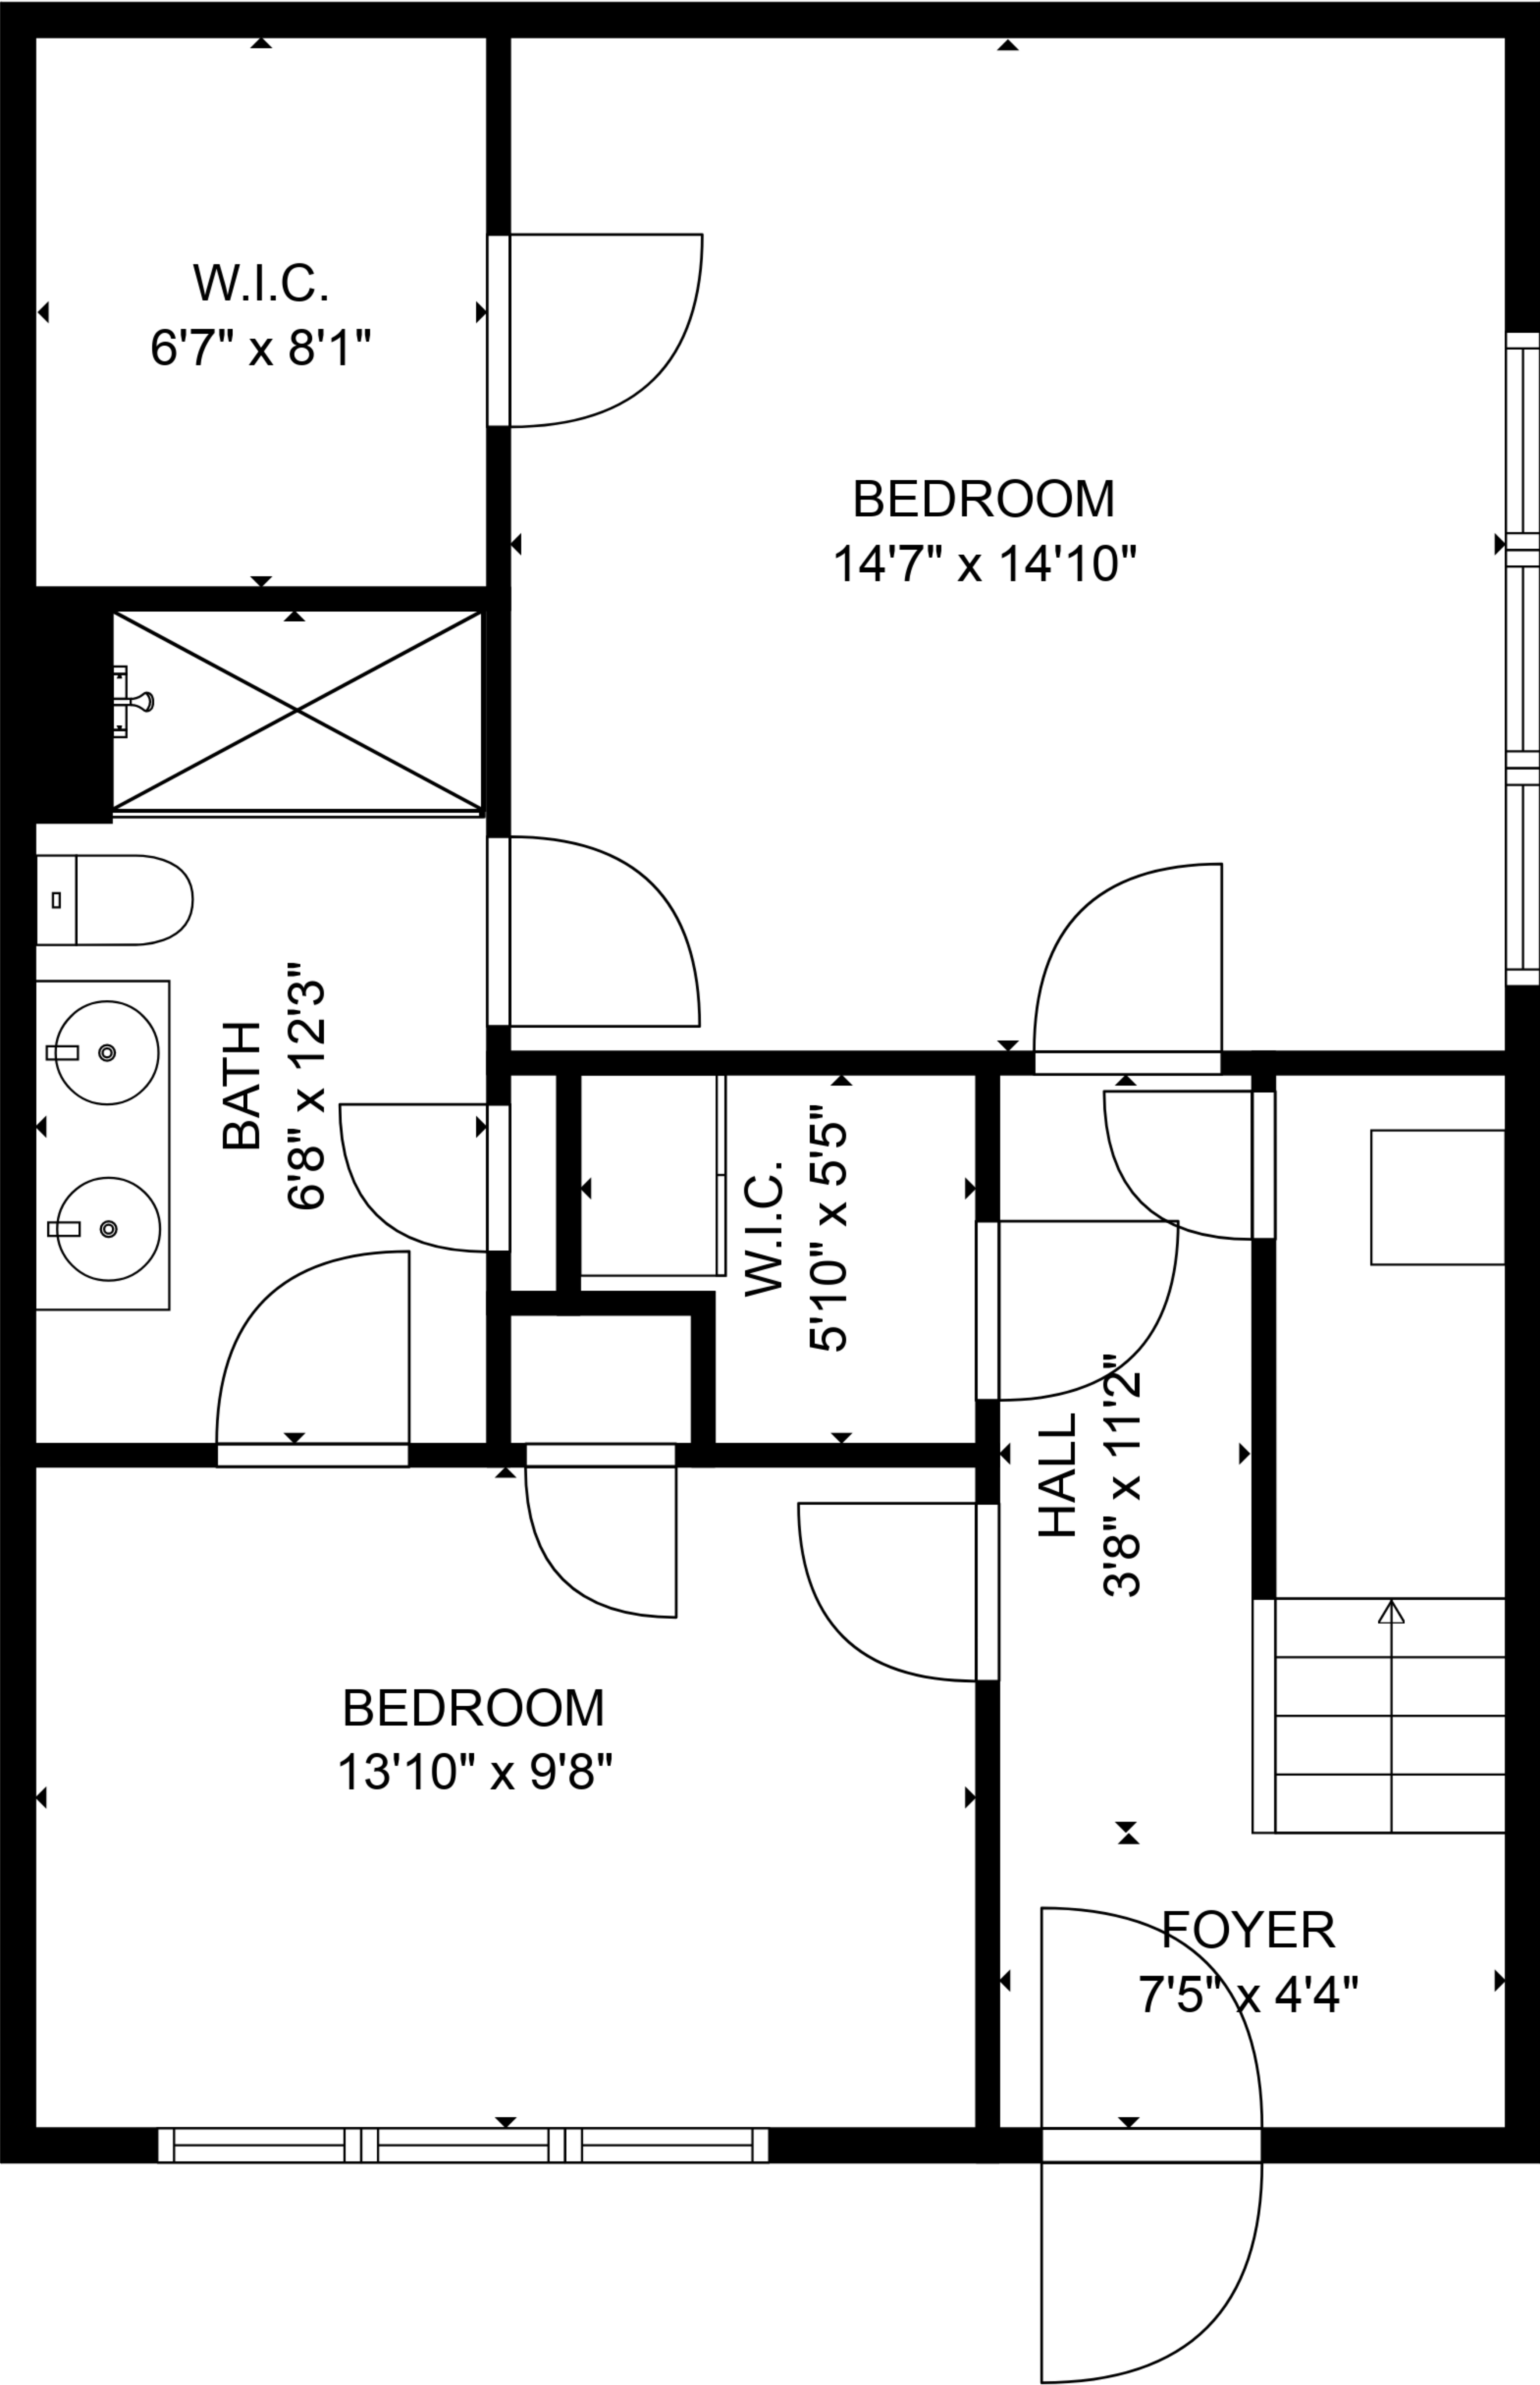 W.I.C.
6'7" x 8'1"
BEDROOM
14'7" x 14'10"
BATH
6'8" x 12'3"
W.I.C.
5'10" x 5'5"
HALL
3'8" x 11'2"
BEDROOM
13'10" x 9'8"
FOYER
7'5" x 4'4"